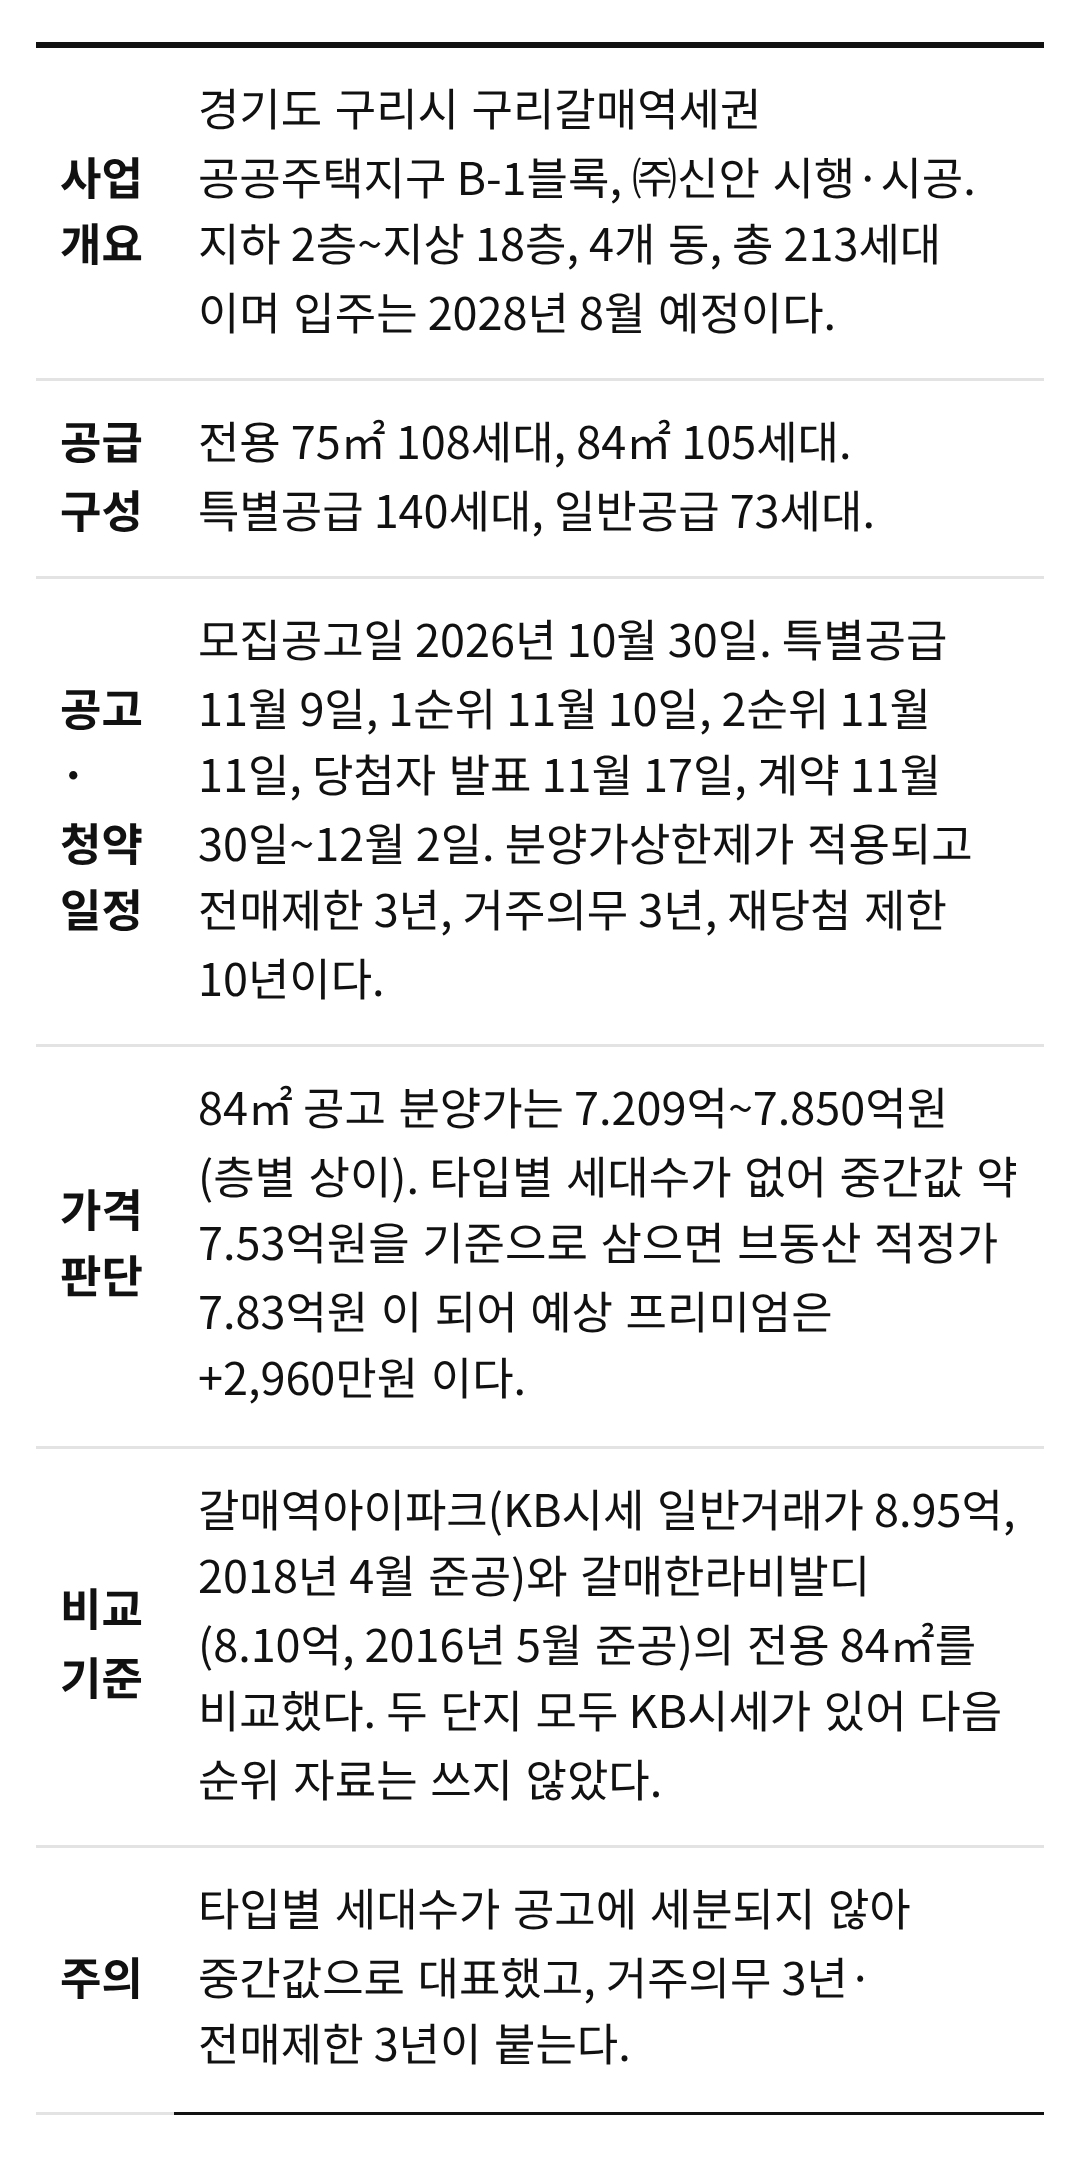 사업
개요
경기도 구리시 구리갈매역세권
공공주택지구 B-1블록, ㈜신안 시행·시공.
지하 2층~지상 18층, 4개 동, 총 213세대
이며 입주는 2028년 8월 예정이다.
공급
구성
전용 75㎡ 108세대, 84㎡ 105세대.
특별공급 140세대, 일반공급 73세대.
공고
·
청약
일정
모집공고일 2026년 10월 30일. 특별공급
11월 9일, 1순위 11월 10일, 2순위 11월
11일, 당첨자 발표 11월 17일, 계약 11월
30일~12월 2일. 분양가상한제가 적용되고
전매제한 3년, 거주의무 3년, 재당첨 제한
10년이다.
가격
판단
84㎡ 공고 분양가는 7.209억~7.850억원
(층별 상이). 타입별 세대수가 없어 중간값 약
7.53억원을 기준으로 삼으면 브동산 적정가
7.83억원 이 되어 예상 프리미엄은
+2,960만원 이다.
비교
기준
갈매역아이파크(KB시세 일반거래가 8.95억,
2018년 4월 준공)와 갈매한라비발디
(8.10억, 2016년 5월 준공)의 전용 84㎡를
비교했다. 두 단지 모두 KB시세가 있어 다음
순위 자료는 쓰지 않았다.
주의
타입별 세대수가 공고에 세분되지 않아
중간값으로 대표했고, 거주의무 3년·
전매제한 3년이 붙는다.